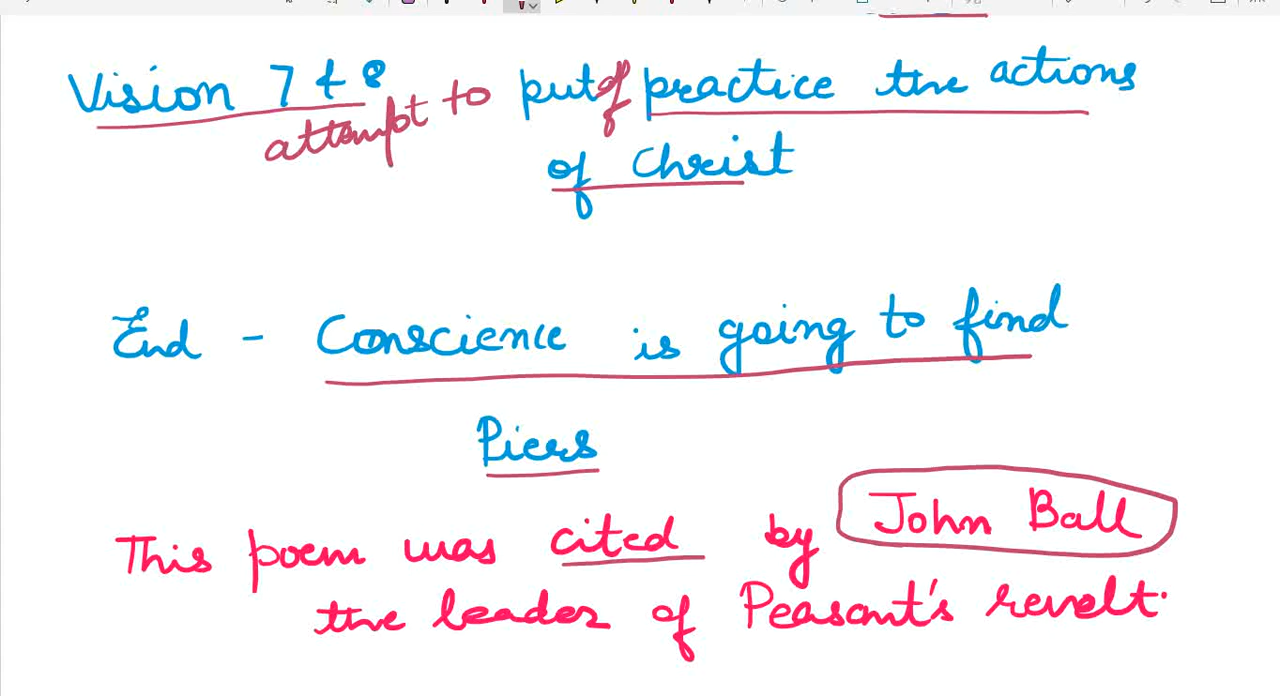 Vision 7 & 8 attempt to put of practice the actions
of Christ
End - Conscience is going to find
Piers
This poem was cited by John Ball
the leader of Peasant's revolt.